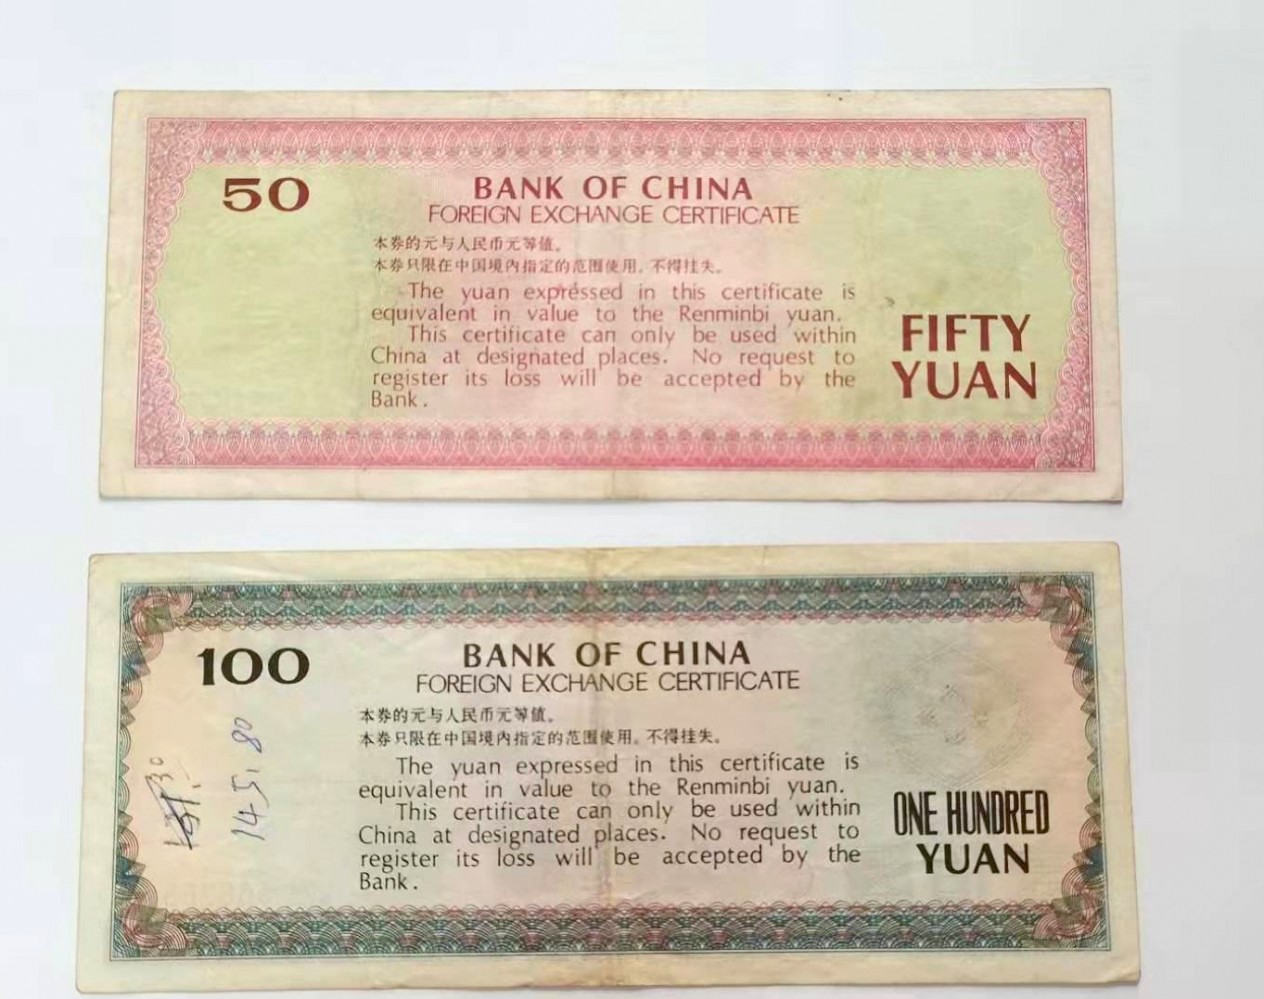 50
BANK OF CHINA
FOREIGN EXCHANGE CERTIFICATE
本券的元与人民币元等值。
本券只限在中国境内指定的范围使用，不得挂失。
The yuan expressed in this certificate is
equivalent in value to the Renminbi yuan.
This certificate can only be used within
China at designated places. No request to
register its loss will be accepted by the
Bank.
FIFTY
YUAN
100
BANK OF CHINA
FOREIGN EXCHANGE CERTIFICATE
本券的元与人民币元等值。
本券只限在中国境内指定的范围使用，不得挂失。
The yuan expressed in this certificate is
equivalent in value to the Renminbi yuan.
This certificate can only be used within
China at designated places. No request to
register its loss will be accepted by the
Bank.
ONE HUNDRED
YUAN
145.80